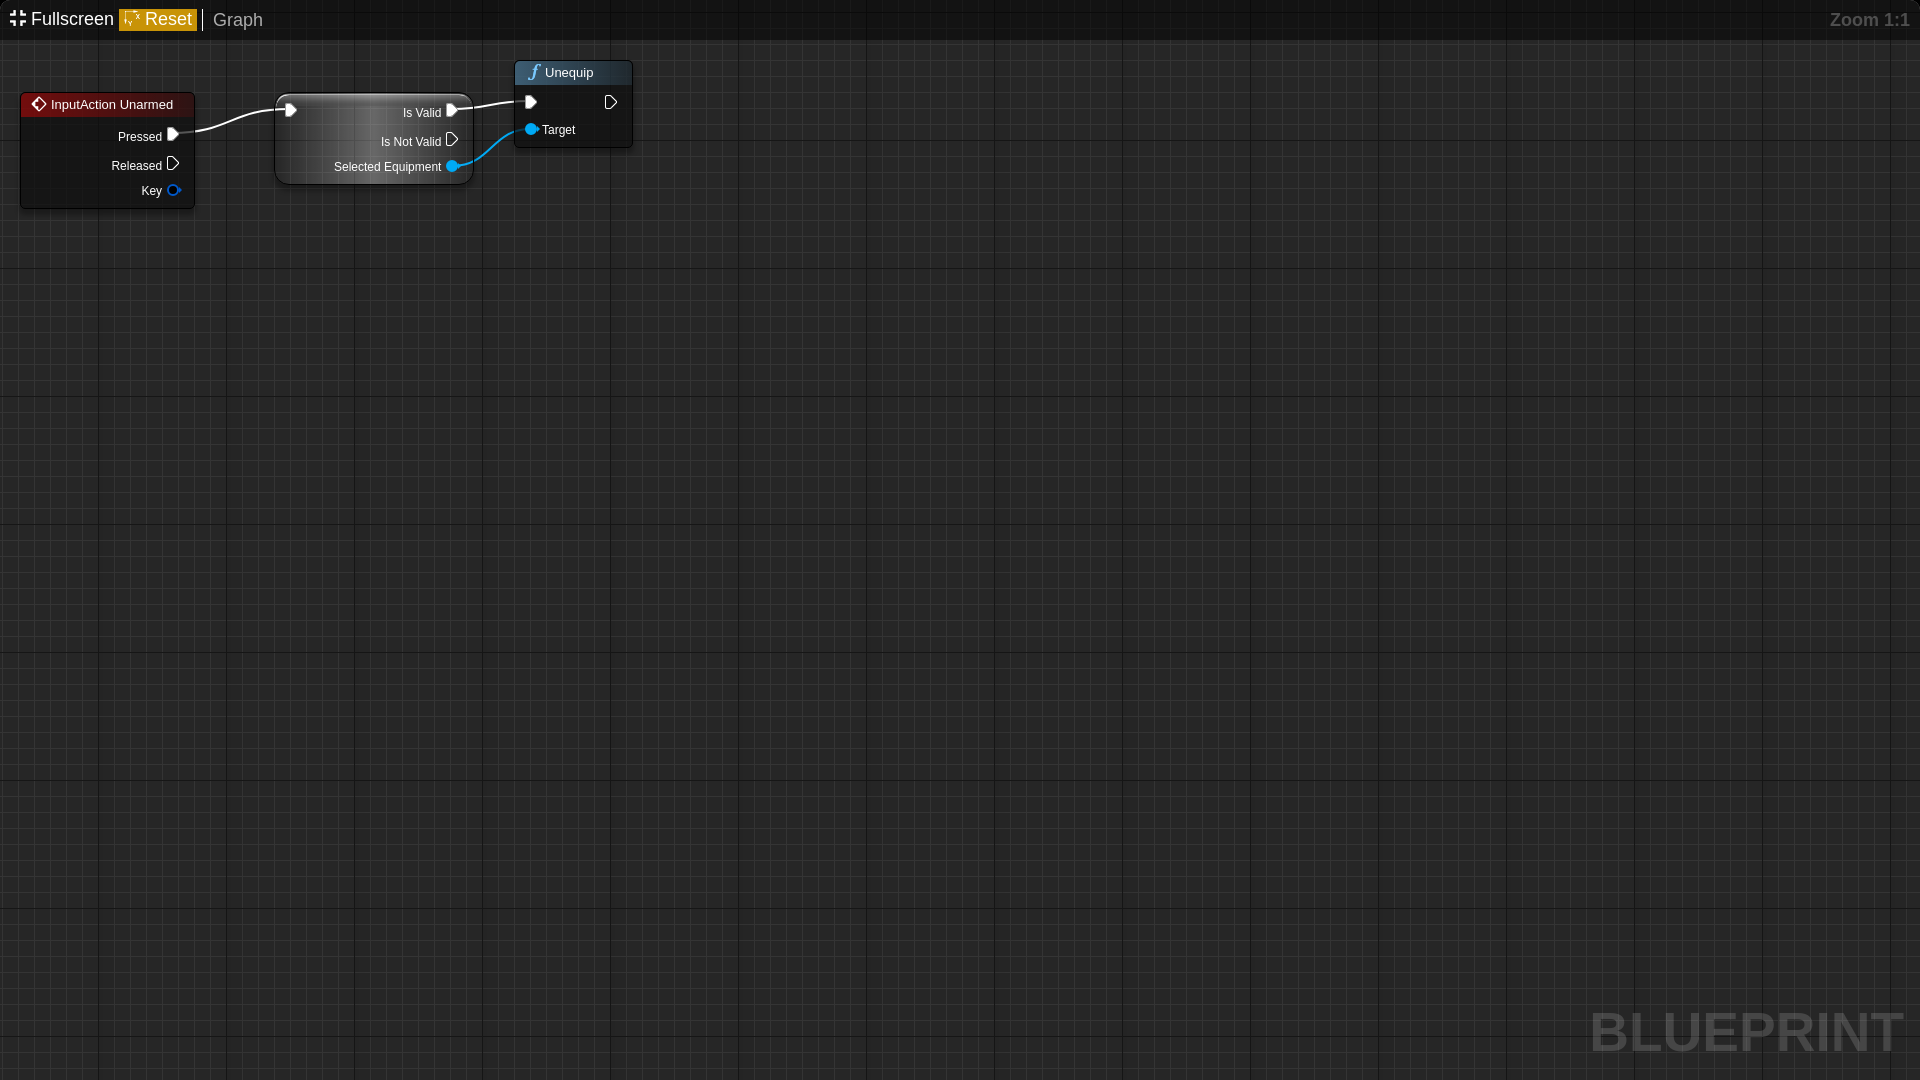 Fullscreen Reset Graph Zoom 1:1
InputAction Unarmed
Pressed
Released
Key
Is Valid
Is Not Valid
Selected Equipment
Unequip
Target
BLUEPRINT